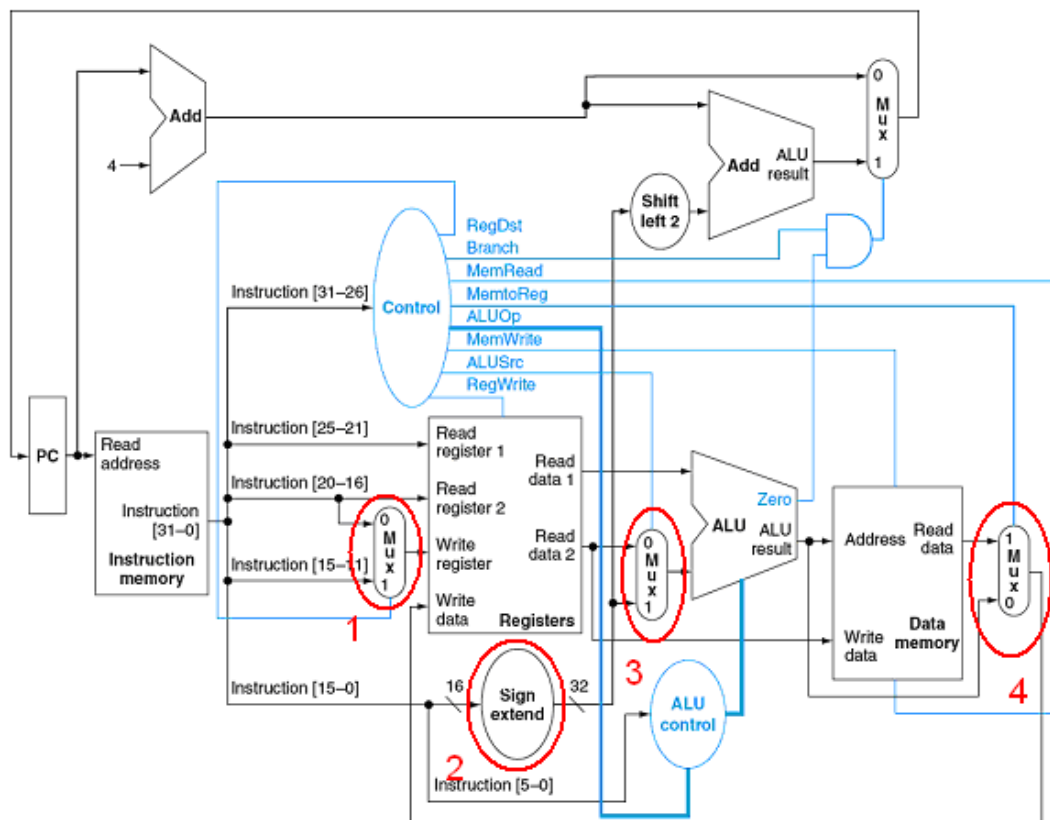 Add
4
0
M
u
x
1
Add
ALU
result
Shift
left 2
RegDst
Branch
MemRead
MemtoReg
ALUOp
MemWrite
ALUSrc
RegWrite
Control
Instruction [31–26]
Instruction [25–21]
Instruction [20–16]
Instruction [15–11]
Instruction [15–0]
PC
Read
address
Instruction
[31–0]
Instruction
memory
0
M
u
x
1
1
Read
register 1
Read
register 2
Write
register
Write
data
Read
data 1
Read
data 2
Registers
0
M
u
x
1
3
Zero
ALU
ALU
result
Address
Read
data
Write
data
Data
memory
1
M
u
x
0
4
16
Sign
extend
32
2
ALU
control
Instruction [5–0]